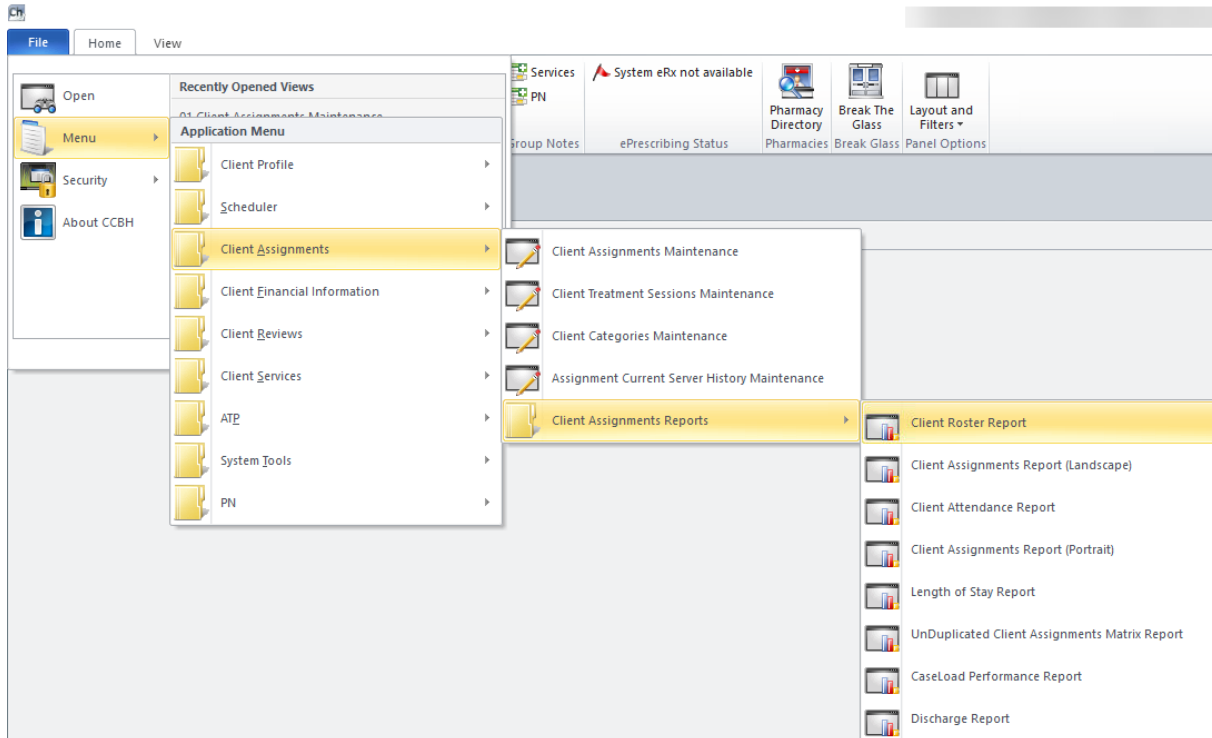 Ch
File Home View
Open
Menu
Security
About CCBH
Recently Opened Views
01 Client Assignments Maintenance
Application Menu
Client Profile
Scheduler
Client Assignments
Client Financial Information
Client Reviews
Client Services
ATP
System Tools
PN
Services
PN
Group Notes
System eRx not available
ePrescribing Status
Pharmacy
Directory
Pharmacies
Break The
Glass
Break Glass
Layout and
Filters
Panel Options
Client Assignments Maintenance
Client Treatment Sessions Maintenance
Client Categories Maintenance
Assignment Current Server History Maintenance
Client Assignments Reports
Client Roster Report
Client Assignments Report (Landscape)
Client Attendance Report
Client Assignments Report (Portrait)
Length of Stay Report
UnDuplicated Client Assignments Matrix Report
CaseLoad Performance Report
Discharge Report